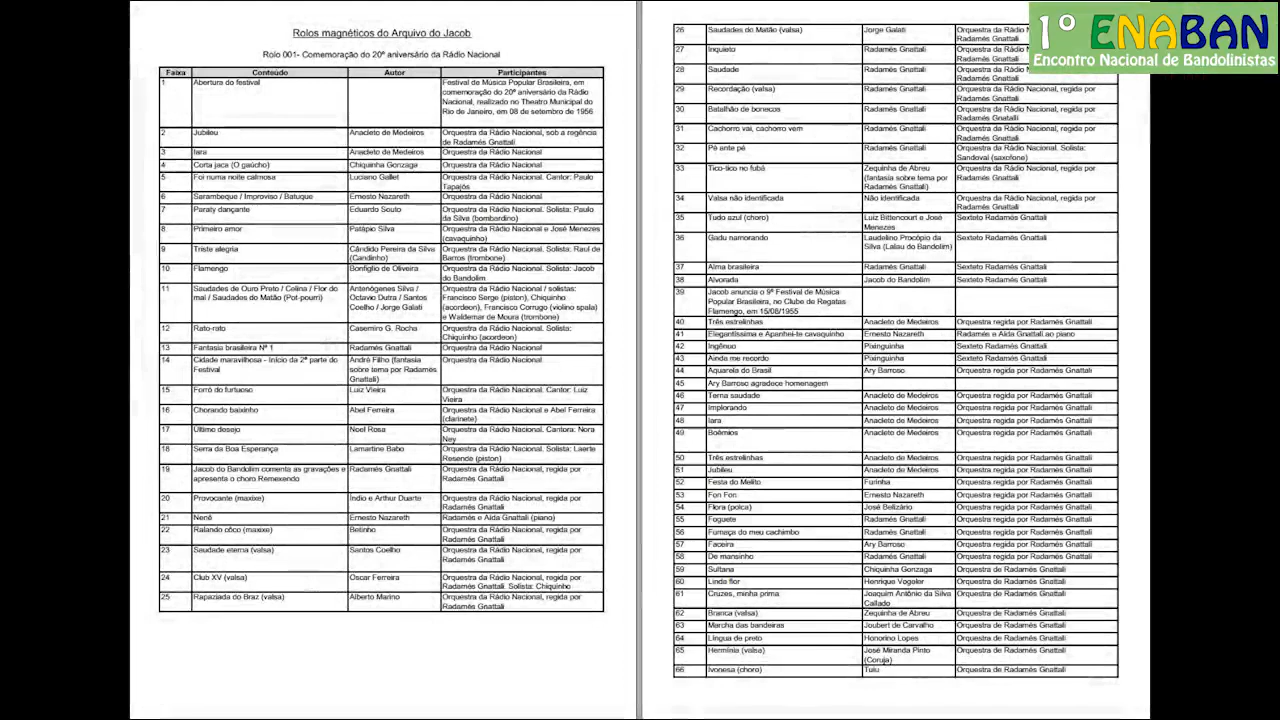 Rolos magnéticos do Arquivo do Jacob
Rolo 001- Comemoração do 20º aniversário da Rádio Nacional
Faixa Conteúdo Autor Participantes
1 Abertura do festival Festival de Música Popular Brasileira, em
comemoração do 20º aniversário da Rádio
Nacional, realizado no Theatro Municipal do
Rio de Janeiro, em 08 de setembro de 1956
2 Jubileu Anacleto de Medeiros Orquestra da Rádio Nacional, sob a regência
de Radamés Gnattali
3 Iara Anacleto de Medeiros Orquestra da Rádio Nacional
4 Corta jaca (O gaúcho) Chiquinha Gonzaga Orquestra da Rádio Nacional
5 Foi numa noite calmosa Luciano Gallet Orquestra da Rádio Nacional. Cantor: Paulo
Tapajós
6 Sarambeque / Improviso / Batuque Ernesto Nazareth Orquestra da Rádio Nacional
7 Paraty dançante Eduardo Souto Orquestra da Rádio Nacional. Solista: Paulo
da Silva (bombardino)
8 Primeiro amor Patápio Silva Orquestra da Rádio Nacional e José Menezes
(cavaquinho)
9 Triste alegria Cândido Pereira da Silva Orquestra da Rádio Nacional. Solista: Raul de
(Candinho) Barros (trombone)
10 Flamengo Bonfiglio de Oliveira Orquestra da Rádio Nacional. Solista: Jacob
do Bandolim
11 Saudades de Ouro Preto / Celina / Flor do Antenógenes Silva / Orquestra da Rádio Nacional / solistas:
mal / Saudades do Matão (Pot-pourri) Octavio Dutra / Santos Francisco Serge (piston), Chiquinho
Coelho / Jorge Galati (acordeon), Francisco Corrugo (violino spala)
e Waldemar de Moura (trombone)
12 Rato-rato Casemiro G. Rocha Orquestra da Rádio Nacional. Solista:
Chiquinho (acordeon)
13 Fantasia brasileira Nº 1 Radamés Gnattali Orquestra da Rádio Nacional
14 Cidade maravilhosa - Início da 2ª parte do André Filho (fantasia Orquestra da Rádio Nacional
Festival sobre tema por Radamés
Gnattali)
15 Forró do furtuoso Luiz Vieira Orquestra da Rádio Nacional. Cantor: Luiz
Vieira
16 Chorando baixinho Abel Ferreira Orquestra da Rádio Nacional e Abel Ferreira
(clarinete)
17 Último desejo Noel Rosa Orquestra da Rádio Nacional. Cantora: Nora
Ney
18 Serra da Boa Esperança Lamartine Babo Orquestra da Rádio Nacional. Solista: Laerte
Resende (piston)
19 Jacob do Bandolim comenta as gravações e Radamés Gnattali Orquestra da Rádio Nacional, regida por
apresenta o choro Remexendo Radamés Gnattali
20 Provocante (maxixe) Índio e Arthur Duarte Orquestra da Rádio Nacional, regida por
Radamés Gnattali
21 Nenê Ernesto Nazareth Radamés e Aída Gnattali (piano)
22 Ralando côco (maxixe) Betinho Orquestra da Rádio Nacional, regida por
Radamés Gnattali
23 Saudade eterna (valsa) Santos Coelho Orquestra da Rádio Nacional, regida por
Radamés Gnattali
24 Club XV (valsa) Oscar Ferreira Orquestra da Rádio Nacional, regida por
Radamés Gnattali. Solista: Chiquinho
25 Rapaziada do Braz (valsa) Alberto Marino Orquestra da Rádio Nacional, regida por
Radamés Gnattali
26 Saudades do Matão (valsa) Jorge Galati Orquestra da Rádio
Radamés Gnattali
27 Inquieto Radamés Gnattali Orquestra da Rádio
Radamés Gnattali
28 Saudade Radamés Gnattali Orquestra da Rádio
Radamés Gnattali
29 Recordação (valsa) Radamés Gnattali Orquestra da Rádio Nacional, regida por
Radamés Gnattali
30 Batalhão de bonecos Radamés Gnattali Orquestra da Rádio Nacional, regida por
Radamés Gnatalli
31 Cachorro vai, cachorro vem Radamés Gnattali Orquestra da Rádio Nacional, regida por
Radamés Gnattali
32 Pé ante pé Radamés Gnattali Orquestra da Rádio Nacional. Solista:
Sandoval (saxofone)
33 Tico-tico no fubá Zequinha de Abreu Orquestra da Rádio Nacional, regida por
(fantasia sobre tema por Radamés Gnattali
Radamés Gnattali)
34 Valsa não identificada Não identificada Orquestra da Rádio Nacional, regida por
Radamés Gnattali
35 Tudo azul (choro) Luiz Bittencourt e José Sexteto Radamés Gnattali
Menezes
36 Gadu namorando Laudelino Procópio da Sexteto Radamés Gnattali
Silva (Lalau do Bandolim)
37 Alma brasileira Radamés Gnattali Sexteto Radamés Gnattali
38 Alvorada Jacob do Bandolim Sexteto Radamés Gnattali
39 Jacob anuncia o 9º Festival de Música
Popular Brasileira, no Clube de Regatas
Flamengo, em 15/08/1955
40 Três estrelinhas Anacleto de Medeiros Orquestra regida por Radamés Gnattali
41 Elegantíssima e Apanhei-te cavaquinho Ernesto Nazareth Radamés e Aída Gnattali ao piano
42 Ingênuo Pixinguinha Sexteto Radamés Gnattali
43 Ainda me recordo Pixinguinha Sexteto Radamés Gnattali
44 Aquarela do Brasil Ary Barroso Orquestra regida por Radamés Gnattali
45 Ary Barroso agradece homenagem
46 Terna saudade Anacleto de Medeiros Orquestra regida por Radamés Gnattali
47 Implorando Anacleto de Medeiros Orquestra regida por Radamés Gnattali
48 Iara Anacleto de Medeiros Orquestra regida por Radamés Gnattali
49 Boêmios Anacleto de Medeiros Orquestra regida por Radamés Gnattali
50 Três estrelinhas Anacleto de Medeiros Orquestra regida por Radamés Gnattali
51 Jubileu Anacleto de Medeiros Orquestra regida por Radamés Gnattali
52 Festa do Melito Furinha Orquestra regida por Radamés Gnattali
53 Fon Fon Ernesto Nazareth Orquestra regida por Radamés Gnattali
54 Flora (polca) José Belizário Orquestra regida por Radamés Gnattali
55 Foguete Radamés Gnattali Orquestra regida por Radamés Gnattali
56 Fumaça do meu cachimbo Radamés Gnattali Orquestra regida por Radamés Gnattali
57 Faceira Ary Barroso Orquestra regida por Radamés Gnattali
58 De mansinho Radamés Gnattali Orquestra regida por Radamés Gnattali
59 Sultana Chiquinha Gonzaga Orquestra de Radamés Gnattali
60 Linda flor Henrique Vogeler Orquestra de Radamés Gnattali
61 Cruzes, minha prima Joaquim Antônio da Silva Orquestra de Radamés Gnattali
Callado
62 Branca (valsa) Zequinha de Abreu Orquestra de Radamés Gnattali
63 Marcha das bandeiras Joubert de Carvalho Orquestra de Radamés Gnattali
64 Língua de preto Honorino Lopes Orquestra de Radamés Gnattali
65 Hermínia (valsa) José Miranda Pinto Orquestra de Radamés Gnattali
(Coruja)
66 Ivonesa (choro) Tuiu Orquestra de Radamés Gnattali
1º ENABAN
Encontro Nacional de Bandolinistas